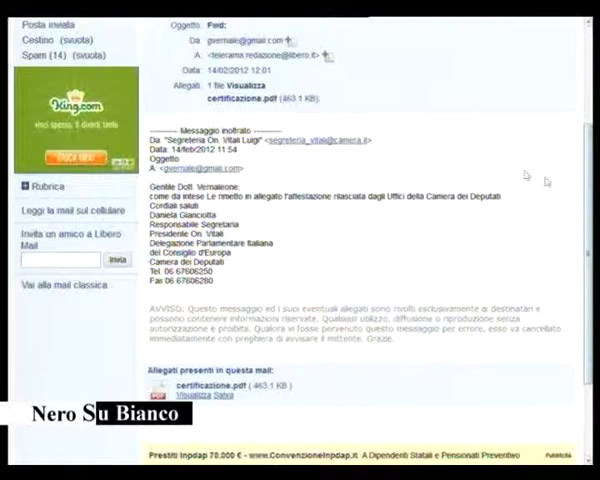 Posta inviata
Cestino (svuota)
Spam (14) (svuota)
King.com
vinci spesso, ti diverti tanto
GIOCA ORA!
Rubrica
Leggi la mail sul cellulare
Invita un amico a Libero
Mail
Invia
Vai alla mail classica
Oggetto: Fwd:
Da: gvernale@gmail.com
A: <telerama.redazione@libero.it>
Data: 14/02/2012 12:01
Allegati: 1 file Visualizza
certificazione.pdf (463.1 KB)
---------- Messaggio inoltrato ----------
Da: "Segreteria On. Vitali Luigi" <segreteria_vitali@camera.it>
Data: 14/feb/2012 11:54
Oggetto
A: <gvernale@gmail.com>
Gentile Dott. Vernaleone,
come da intese Le rimetto in allegato l'attestazione rilasciata dagli Uffici della Camera dei Deputati
Cordiali saluti
Daniela Gianciotta
Responsabile Segreteria
Presidente On. Vitali
Delegazione Parlamentare Italiana
del Consiglio d'Europa
Camera dei Deputati
Tel. 06 67606250
Fax 06 67606280
AVVISO: Questo messaggio ed i suoi eventuali allegati sono rivolti esclusivamente ai destinatari e
possono contenere informazioni riservate. Qualsiasi utilizzo, diffusione o riproduzione senza
autorizzazione è proibita. Qualora vi fosse pervenuto questo messaggio per errore, esso va cancellato
immediatamente con preghiera di avvisare il mittente. Grazie.
Allegati presenti in questa mail:
certificazione.pdf ( 463.1 KB )
Visualizza Salva
PDF
Nero Su Bianco
Prestiti Inpdap 70.000 € - www.ConvenzioneInpdap.it A Dipendenti Statali e Pensionati Preventivo
Pubblicità